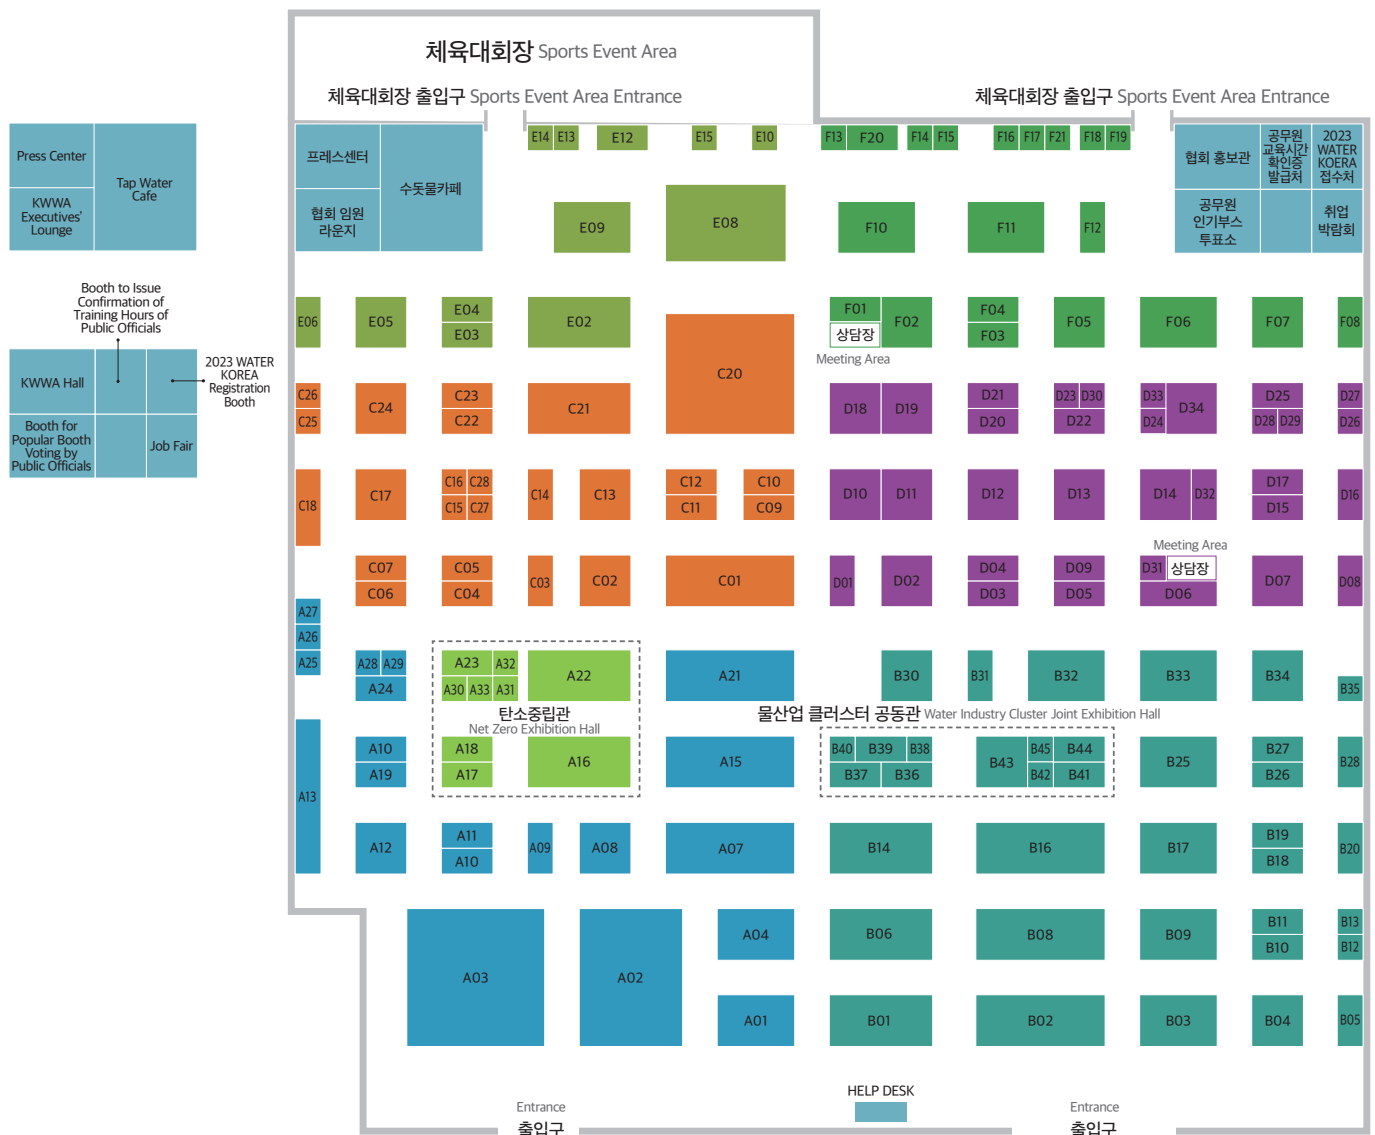 체육대회장 Sports Event Area
체육대회장 출입구 Sports Event Area Entrance
체육대회장 출입구 Sports Event Area Entrance
Press Center
Tap Water
Cafe
KWWA
Executives'
Lounge
프레스센터
수돗물카페
협회 임원
라운지
E14 E13 E12 E15 E10 F13 F20 F14 F15 F16 F17 F21 F18 F19
협회 홍보관
공무원
교육시간
확인증
발급처
2023
WATER
KOERA
접수처
공무원
인기부스
투표소
취업
박람회
E09 E08 F10 F11 F12
Booth to Issue
Confirmation of
Training Hours of
Public Officials
KWWA Hall
2023 WATER
KOREA
Registration
Booth
Booth for
Popular Booth
Voting by
Public Officials
Job Fair
E06 E05 E04 E02 F01 F02 F04 F05 F06 F07 F08
E03 상담장 F03
Meeting Area
C20
C26 C24 C23 C21 D18 D19 D21 D23 D30 D33 D34 D25 D27
C25 C22 D20 D22 D24 D28 D29 D26
C18 C17 C16 C28 C14 C13 C12 C10 D10 D11 D12 D13 D14 D32 D17 D16
C15 C27 C11 C09 D15
Meeting Area
C07 C05 C03 C02 C01 D01 D02 D04 D09 D31 상담장 D07 D08
C06 C04 D03 D05 D06
A27
A26
A25
A28 A29 A23 A32 A22 A21 B30 B31 B32 B33 B34
A24 A30 A33 A31 B35
탄소중립관
Net Zero Exhibition Hall
물산업 클러스터 공동관 Water Industry Cluster Joint Exhibition Hall
A13 A10 A18 A16 A15 B40 B39 B38 B43 B45 B44 B25 B27 B28
A19 A17 B37 B36 B42 B41 B26
A12 A11 A09 A08 A07 B14 B16 B17 B19 B20
A10 B18
A03 A02 A04 B06 B08 B09 B11 B13
B10 B12
A01 B01 B02 B03 B04 B05
HELP DESK
Entrance
출입구
Entrance
출입구